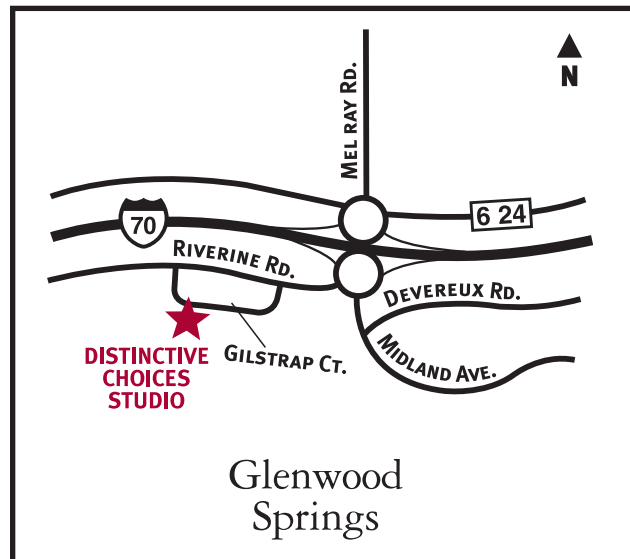 MEL RAY RD.
N
6 24
70
RIVERINE RD.
DEVEREUX RD.
GILSTRAP CT.
MIDLAND AVE.
DISTINCTIVE
CHOICES
STUDIO
Glenwood
Springs